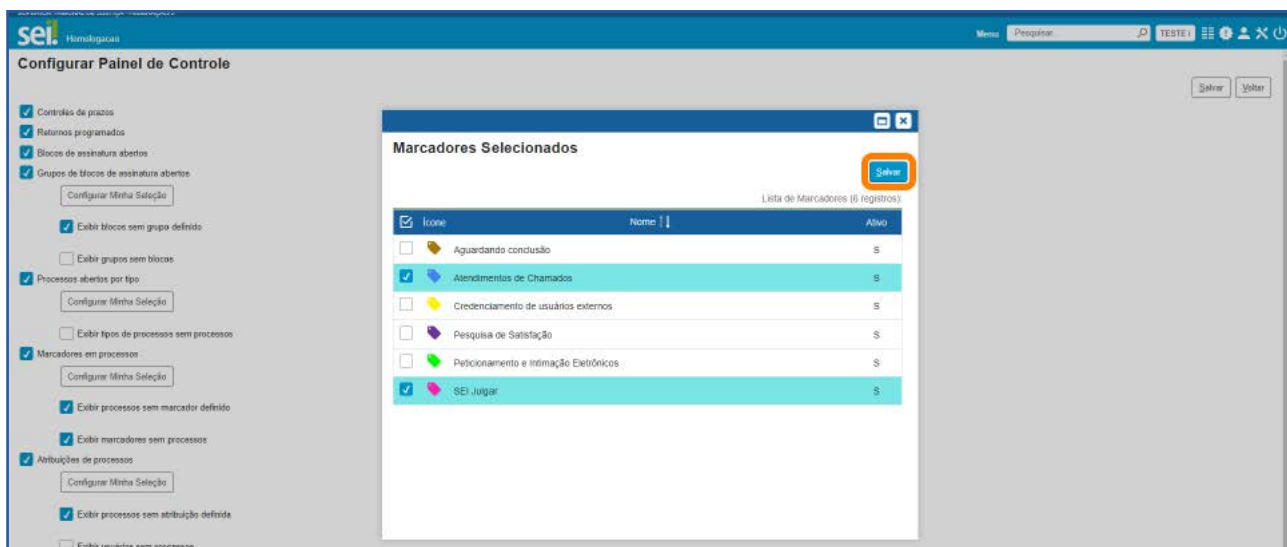 sei!
Homologacao
Menu
Pesquisar...
TESTE
Configurar Painel de Controle
Salvar
Voltar
Controles de prazos
Retornos programados
Blocos de assinatura abertos
Grupos de blocos de assinatura abertos
Configurar Minha Seleção
Exibir blocos sem grupo definido
Exibir grupos sem blocos
Processos abertos por tipo
Configurar Minha Seleção
Exibir tipos de processos sem processos
Marcadores em processos
Configurar Minha Seleção
Exibir processos sem marcador definido
Exibir marcadores sem processos
Atribuições de processos
Configurar Minha Seleção
Exibir processos sem atribuição definida
Exibir usuários sem processos
Marcadores Selecionados
Salvar
Lista de Marcadores (6 registros):
Ícone Nome Ativo
Aguardando conclusão S
Atendimentos de Chamados S
Credenciamento de usuários externos S
Pesquisa de Satisfação S
Peticionamento e Intimação Eletrônicos S
SEI Julgar S